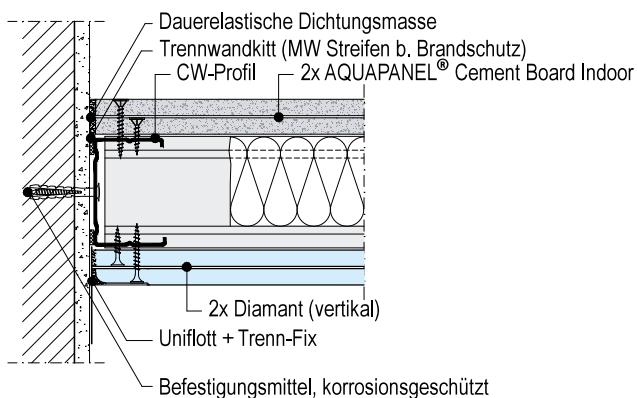 Dauerelastische Dichtungsmasse
Trennwandkitt (MW Streifen b. Brandschutz)
CW-Profil
2x AQUAPANEL® Cement Board Indoor
2x Diamant (vertikal)
Uniflott + Trenn-Fix
Befestigungsmittel, korrosionsgeschützt